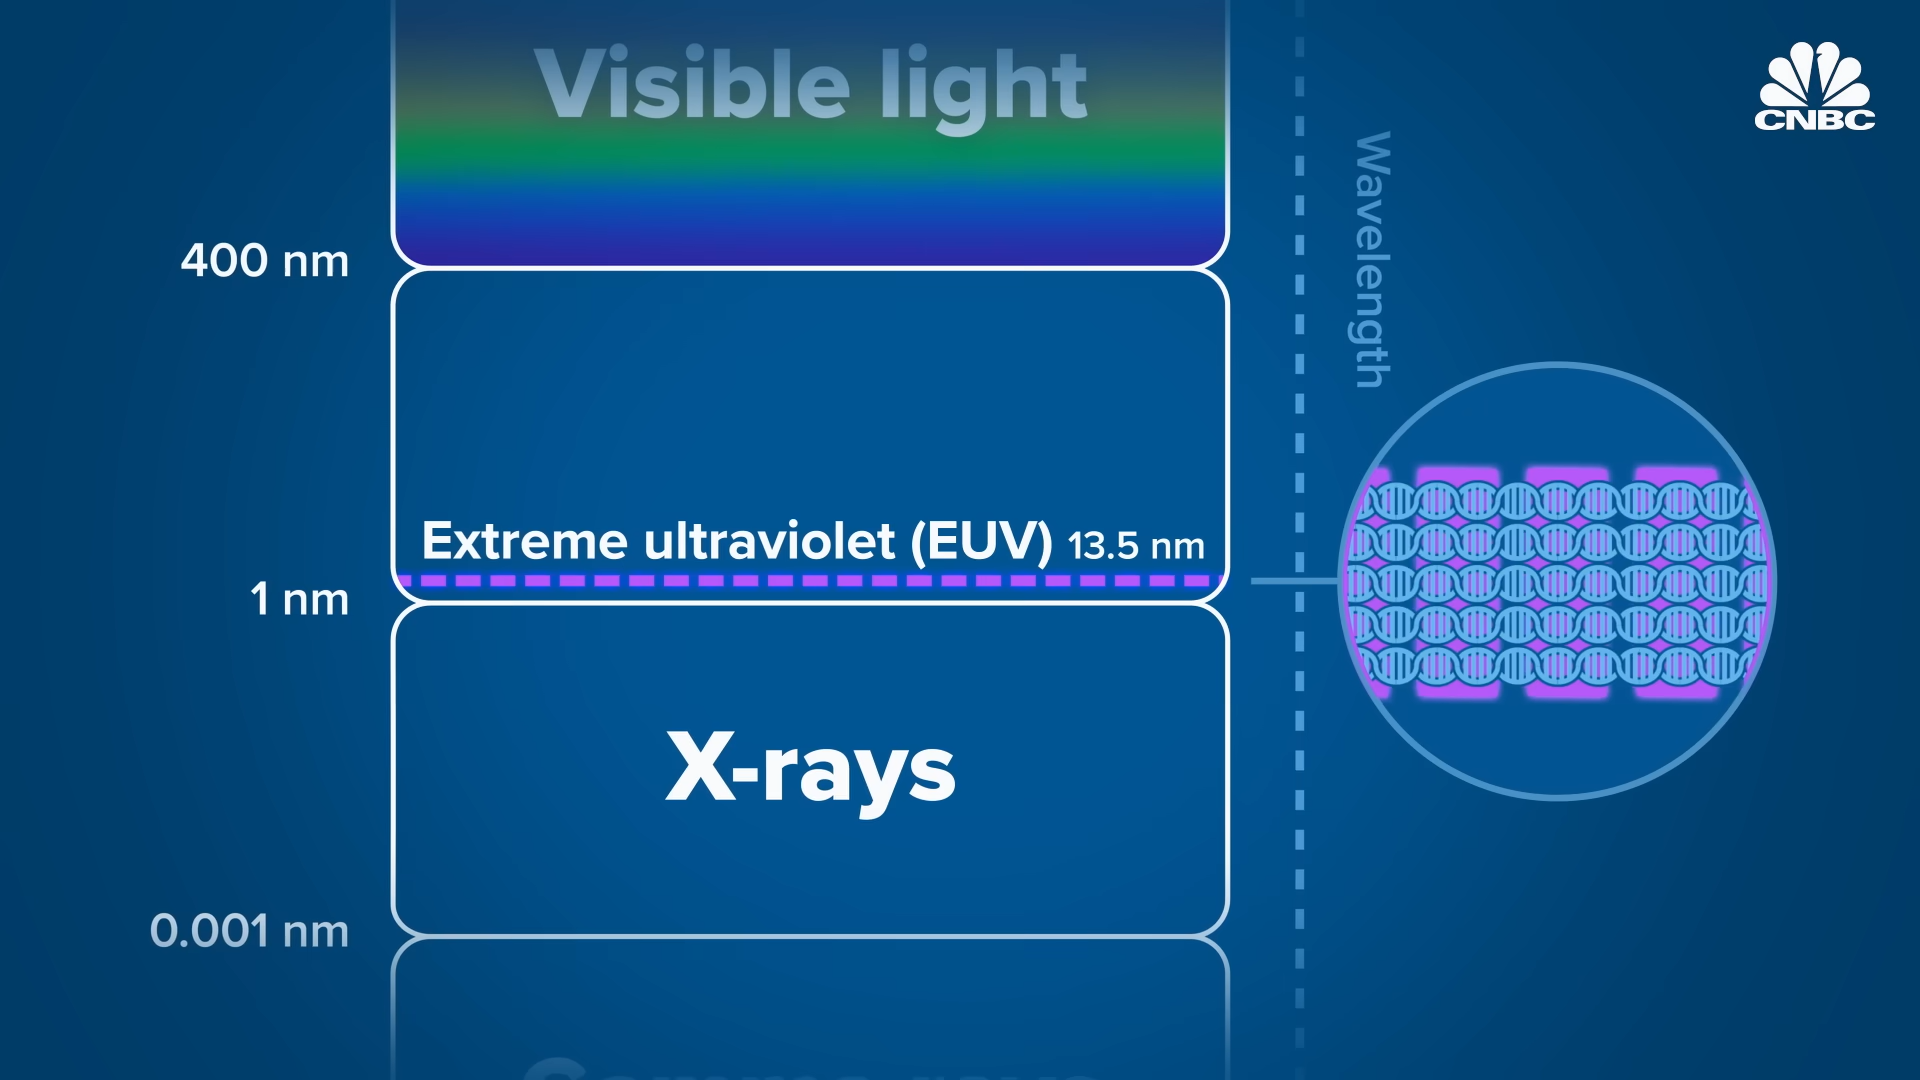 Visible light
CNBC
Wavelength
400 nm
Extreme ultraviolet (EUV) 13.5 nm
1 nm
X-rays
0.001 nm